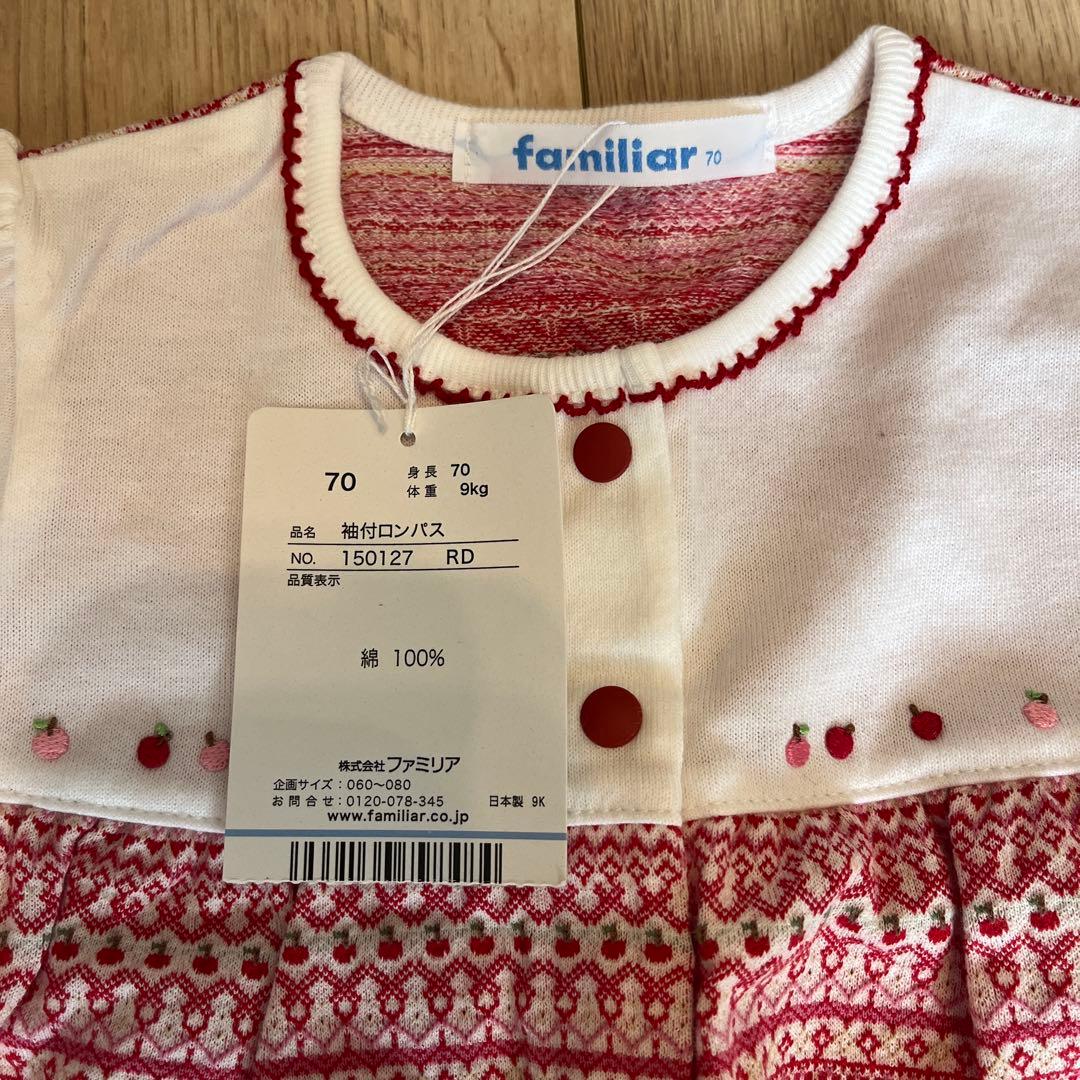 familiar 70
70 身長 70
体重 9kg
品名 袖付ロンパス
NO. 150127 RD
品質表示
綿 100%
株式会社ファミリア
企画サイズ:060〜080
お問合せ:0120-078-345 日本製 9K
www.familiar.co.jp